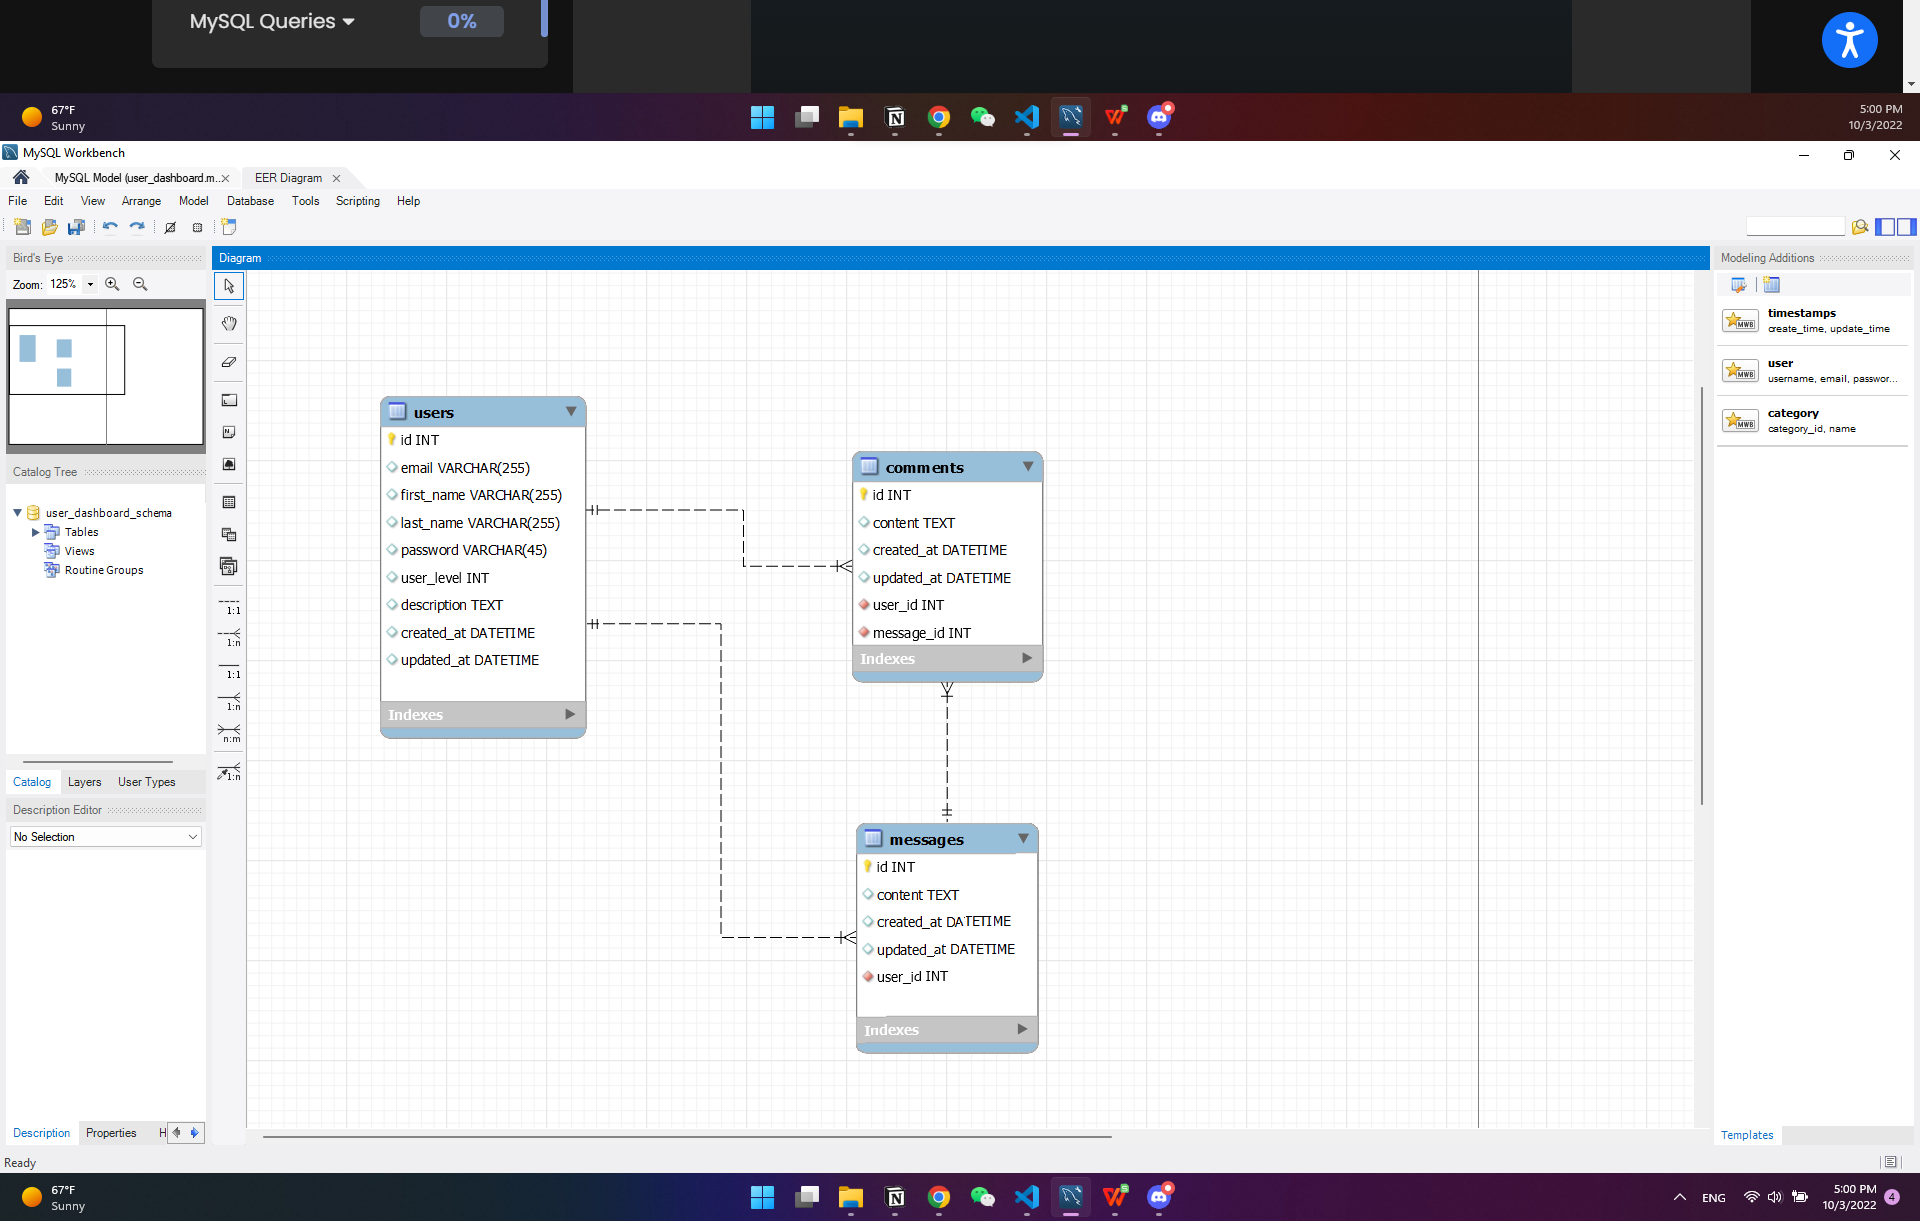 MySQL Queries
0%
67°F
Sunny
5:00 PM
10/3/2022
MySQL Workbench
MySQL Model (user_dashboard.m..
EER Diagram
File Edit View Arrange Model Database Tools Scripting Help
Bird's Eye
Diagram
Modeling Additions
Zoom: 125%
timestamps
create_time, update_time
user
username, email, passwor...
category
category_id, name
Catalog Tree
user_dashboard_schema
Tables
Views
Routine Groups
1:1
1:n
1:1
1:n
n:m
1:n
users
id INT
email VARCHAR(255)
first_name VARCHAR(255)
last_name VARCHAR(255)
password VARCHAR(45)
user_level INT
description TEXT
created_at DATETIME
updated_at DATETIME
Indexes
comments
id INT
content TEXT
created_at DATETIME
updated_at DATETIME
user_id INT
message_id INT
Indexes
messages
id INT
content TEXT
created_at DATETIME
updated_at DATETIME
user_id INT
Indexes
Catalog Layers User Types
Description Editor
No Selection
Description Properties H
Templates
Ready
67°F
Sunny
ENG
5:00 PM
10/3/2022
4